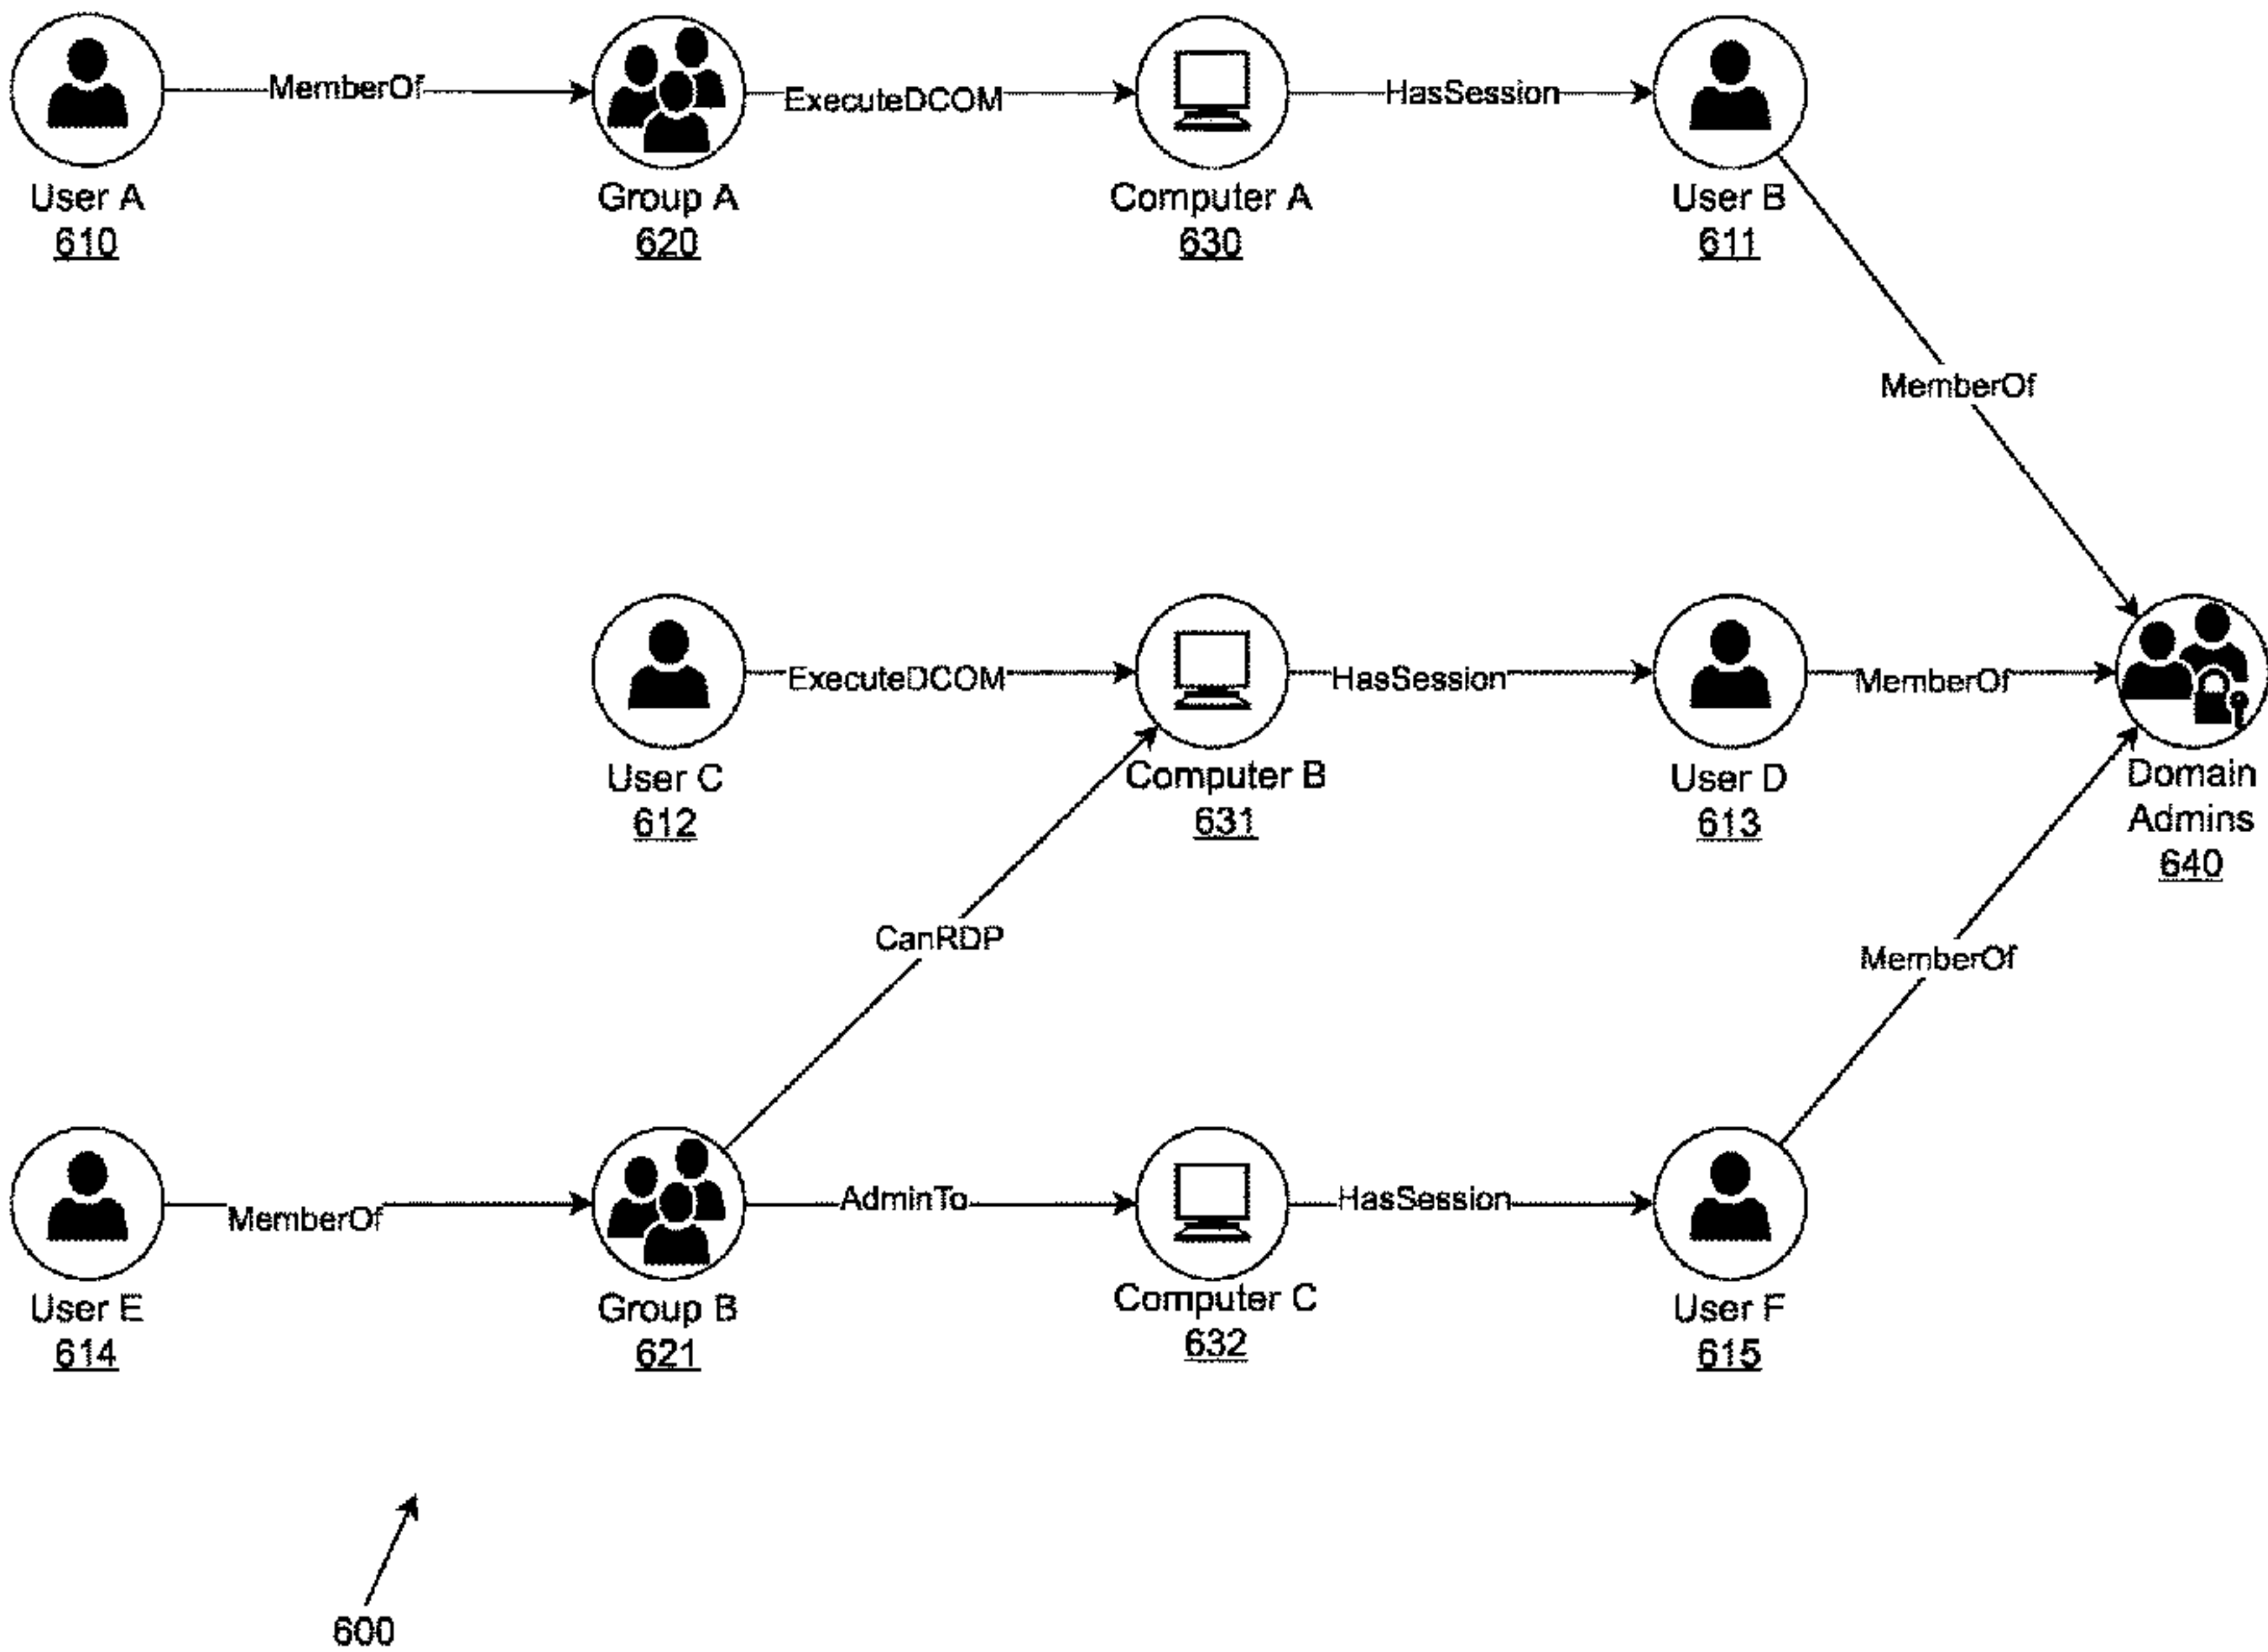 MemberOf
ExecuteDCOM
HasSession
User A
610
Group A
620
Computer A
630
User B
611
MemberOf
ExecuteDCOM
HasSession
MemberOf
User C
612
Computer B
631
User D
613
Domain
Admins
640
CanRDP
MemberOf
MemberOf
AdminTo
HasSession
User E
614
Group B
621
Computer C
632
User F
615
600